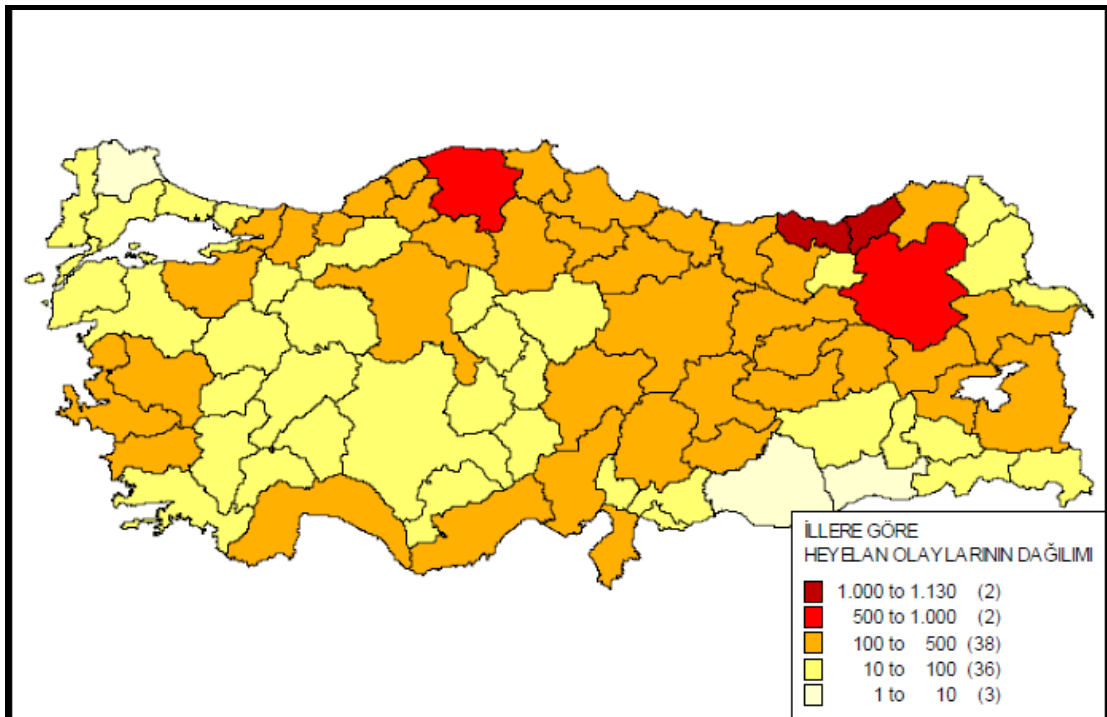 İLLERE GÖRE
HEYELAN OLAYLARININ DAĞILIMI
1.000 to 1.130 (2)
500 to 1.000 (2)
100 to 500 (38)
10 to 100 (36)
1 to 10 (3)